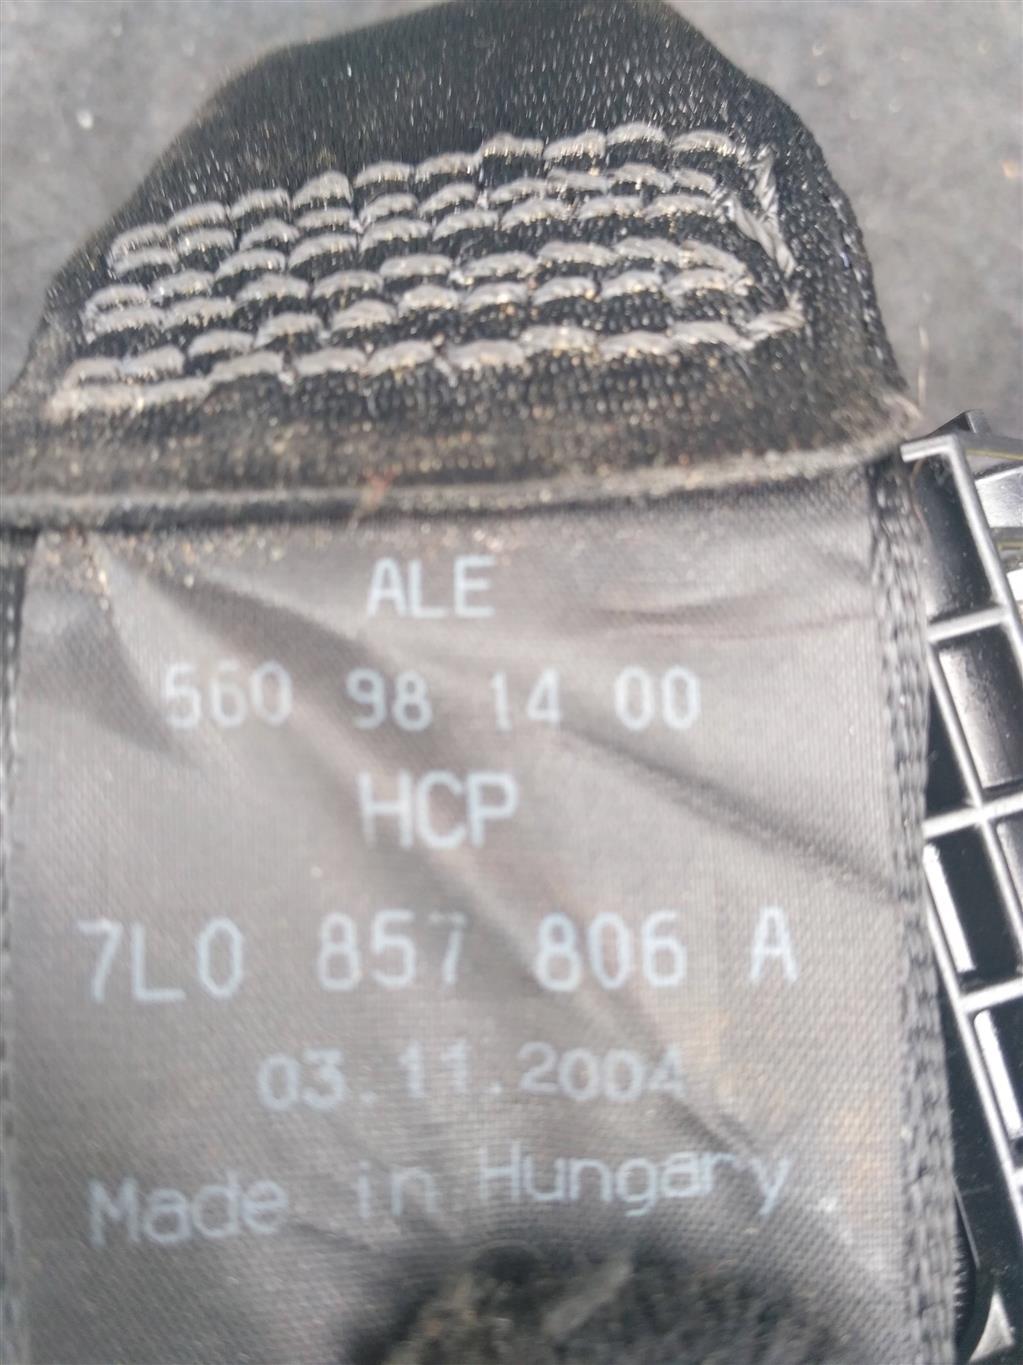 ALE
560 98 14 00
HCP
7L0 857 806 A
03.11.2004
Made in Hungary